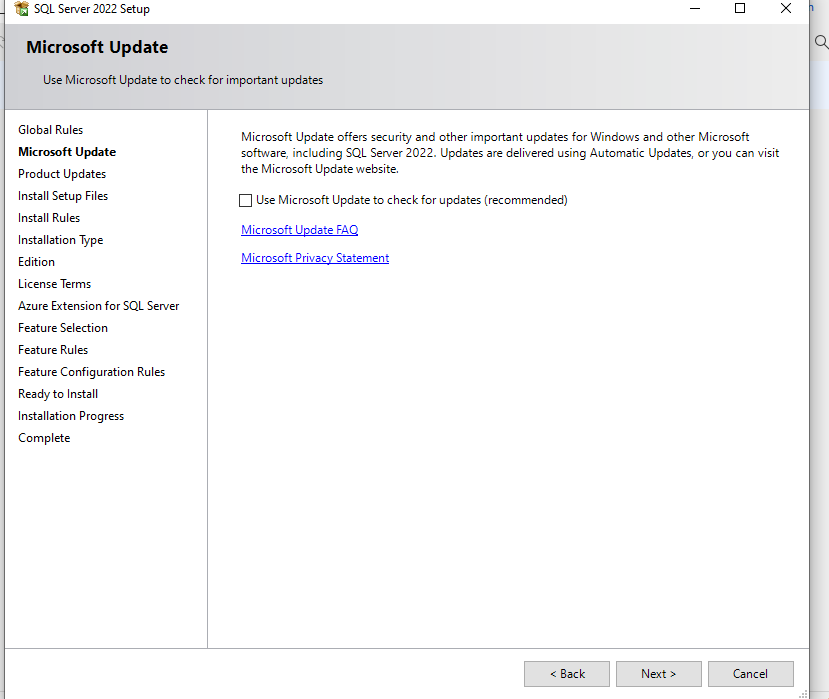 SQL Server 2022 Setup
Microsoft Update
Use Microsoft Update to check for important updates
Global Rules
Microsoft Update
Product Updates
Install Setup Files
Install Rules
Installation Type
Edition
License Terms
Azure Extension for SQL Server
Feature Selection
Feature Rules
Feature Configuration Rules
Ready to Install
Installation Progress
Complete
Microsoft Update offers security and other important updates for Windows and other Microsoft
software, including SQL Server 2022. Updates are delivered using Automatic Updates, or you can visit
the Microsoft Update website.
Use Microsoft Update to check for updates (recommended)
Microsoft Update FAQ
Microsoft Privacy Statement
< Back
Next >
Cancel